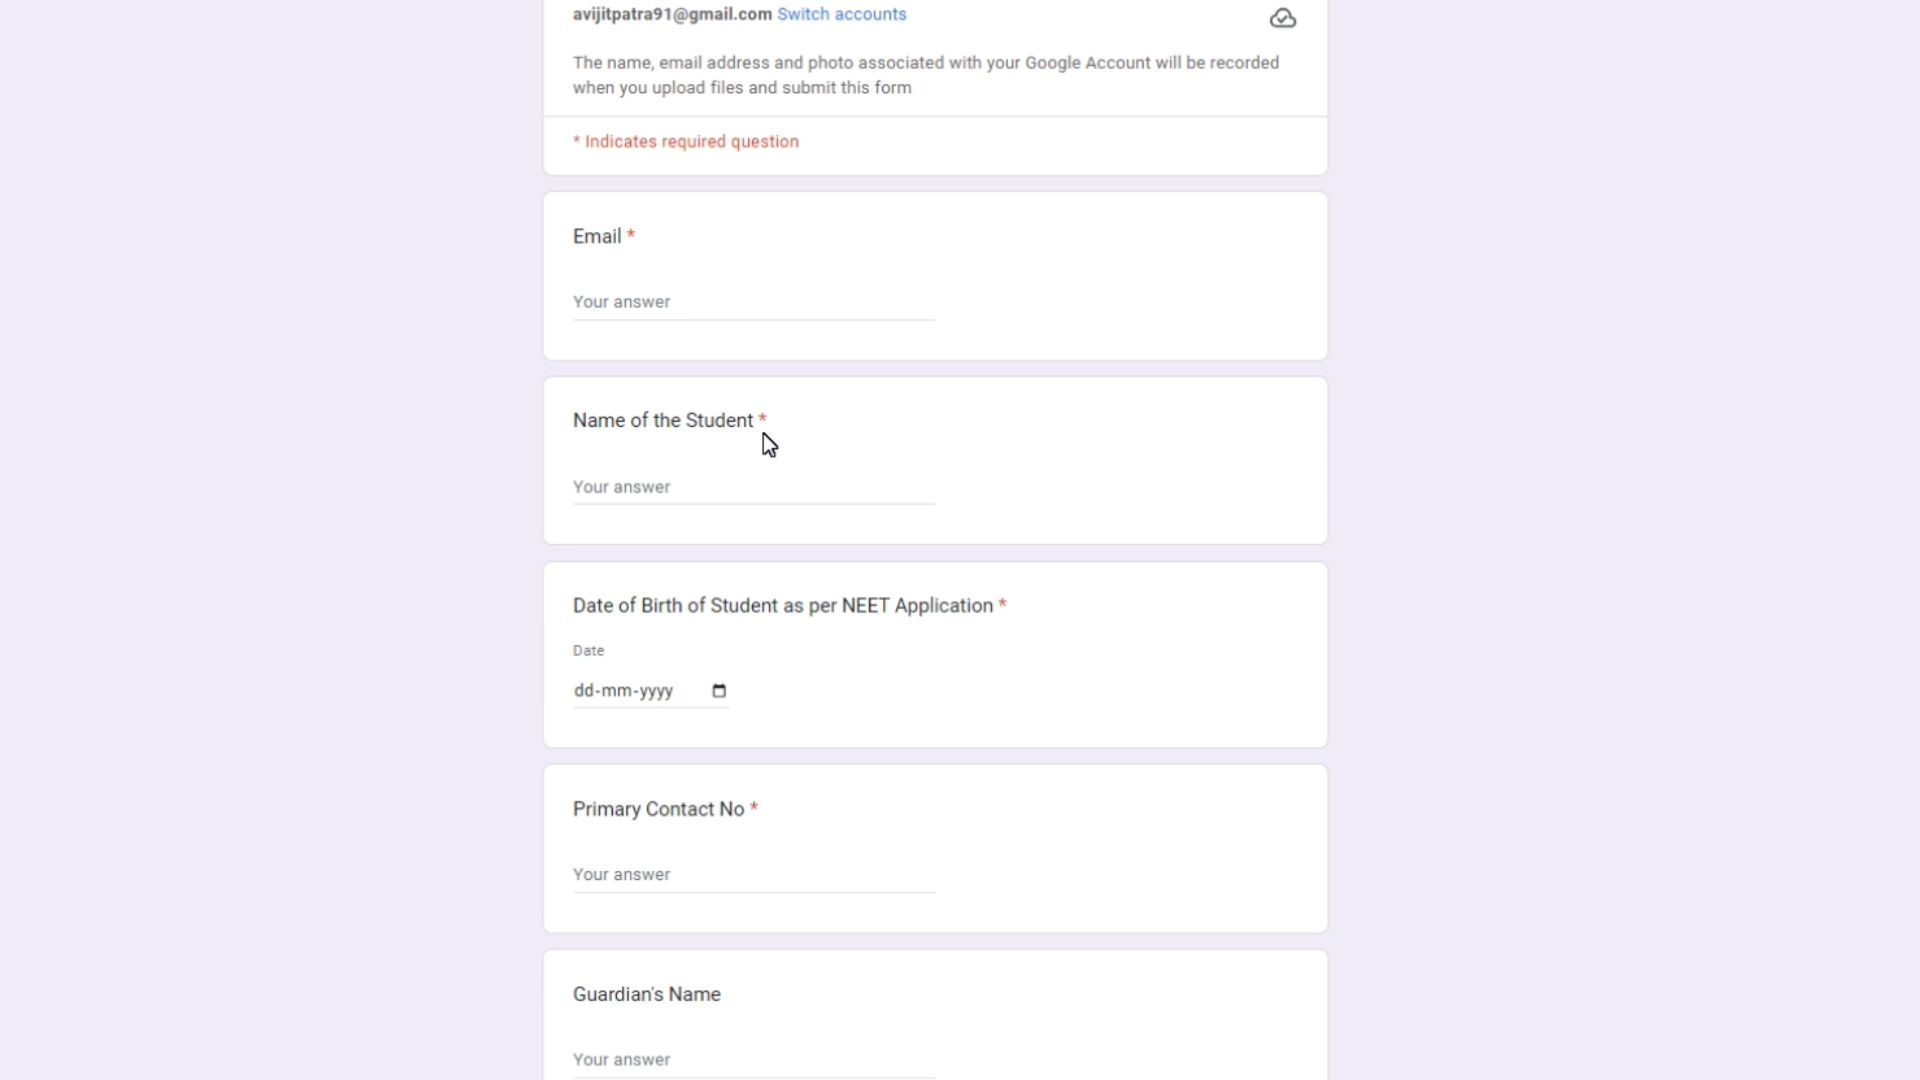 avijitpatra91@gmail.com Switch accounts
The name, email address and photo associated with your Google Account will be recorded
when you upload files and submit this form
* Indicates required question
Email *
Your answer
Name of the Student *
Your answer
Date of Birth of Student as per NEET Application *
Date
dd-mm-yyyy
Primary Contact No *
Your answer
Guardian's Name
Your answer